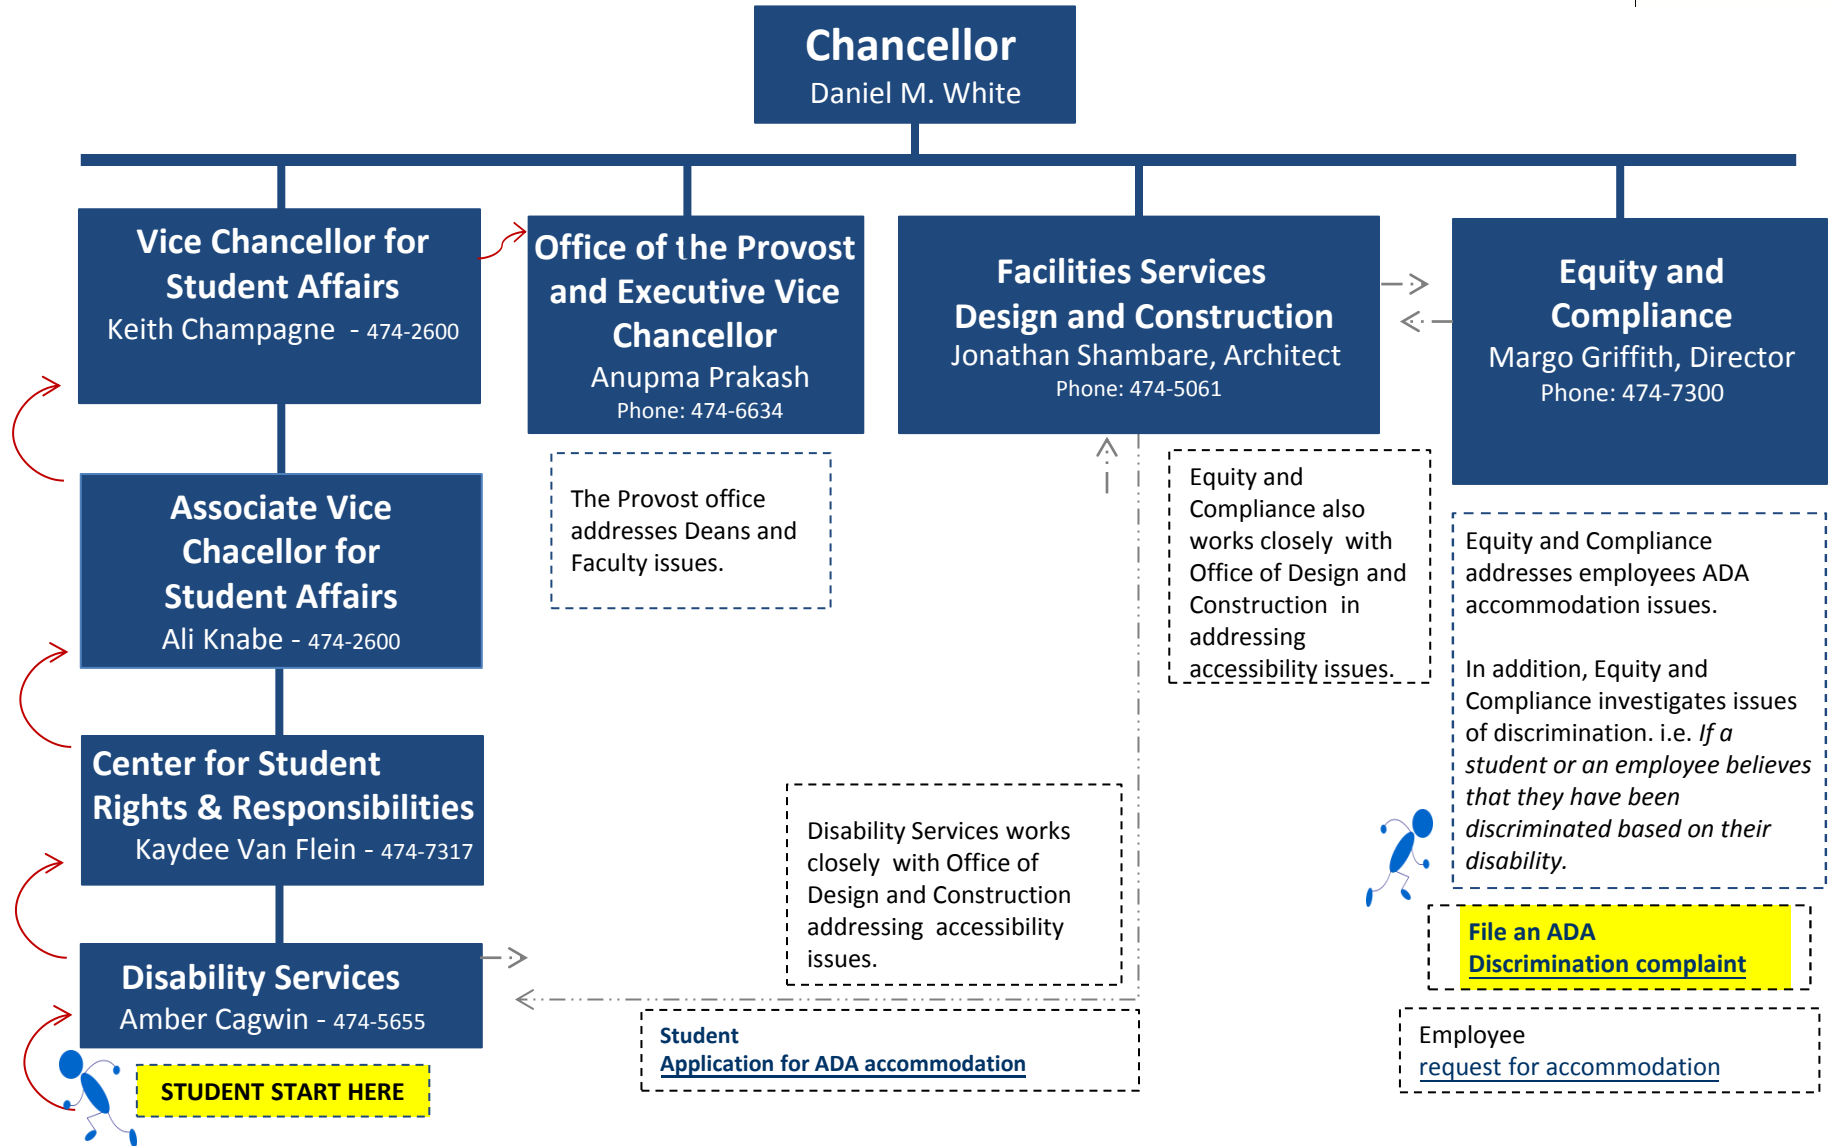 Chancellor
Daniel M. White
Vice Chancellor for
Student Affairs
Keith Champagne - 474-2600
Office of the Provost
and Executive Vice
Chancellor
Anupma Prakash
Phone: 474-6634
Facilities Services
Design and Construction
Jonathan Shambare, Architect
Phone: 474-5061
Equity and
Compliance
Margo Griffith, Director
Phone: 474-7300
The Provost office
addresses Deans and
Faculty issues.
Equity and
Compliance also
works closely with
Office of Design and
Construction in
addressing
accessibility issues.
Equity and Compliance
addresses employees ADA
accommodation issues.
In addition, Equity and
Compliance investigates issues
of discrimination. i.e. If a
student or an employee believes
that they have been
discriminated based on their
disability.
Associate Vice
Chacellor for
Student Affairs
Ali Knabe - 474-2600
Center for Student
Rights & Responsibilities
Kaydee Van Flein - 474-7317
Disability Services works
closely with Office of
Design and Construction
addressing accessibility
issues.
File an ADA
Discrimination complaint
Disability Services
Amber Cagwin - 474-5655
Student
Application for ADA accommodation
Employee
request for accommodation
STUDENT START HERE